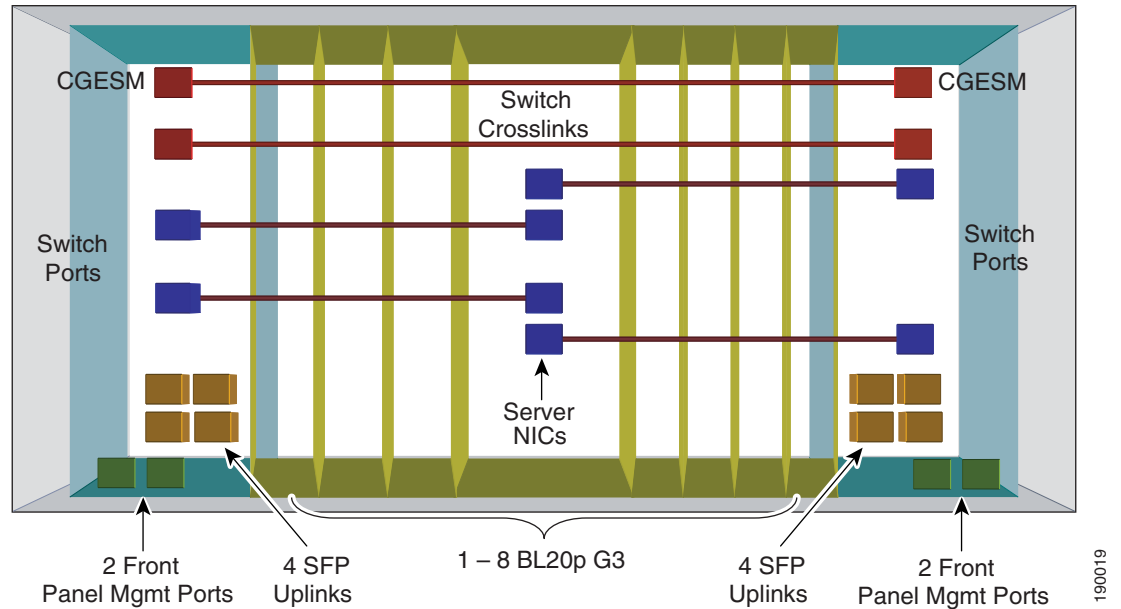 CGESM
CGESM
Switch
Crosslinks
Switch
Ports
Switch
Ports
Server
NICs
2 Front
Panel Mgmt Ports
4 SFP
Uplinks
1 – 8 BL20p G3
4 SFP
Uplinks
2 Front
Panel Mgmt Ports
190019